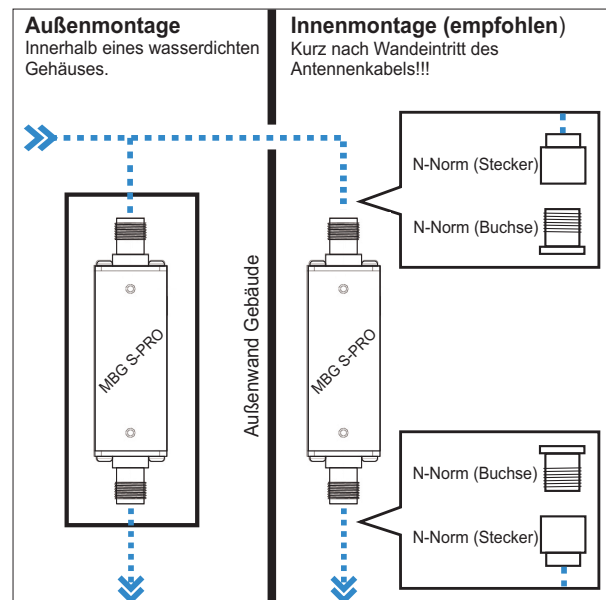 Außenmontage
Innerhalb eines wasserdichten
Gehäuses.
Innenmontage (empfohlen)
Kurz nach Wandeintritt des
Antennenkabels!!!
N-Norm (Stecker)
N-Norm (Buchse)
MBG S-PRO
Außenwand Gebäude
MBG S-PRO
N-Norm (Buchse)
N-Norm (Stecker)